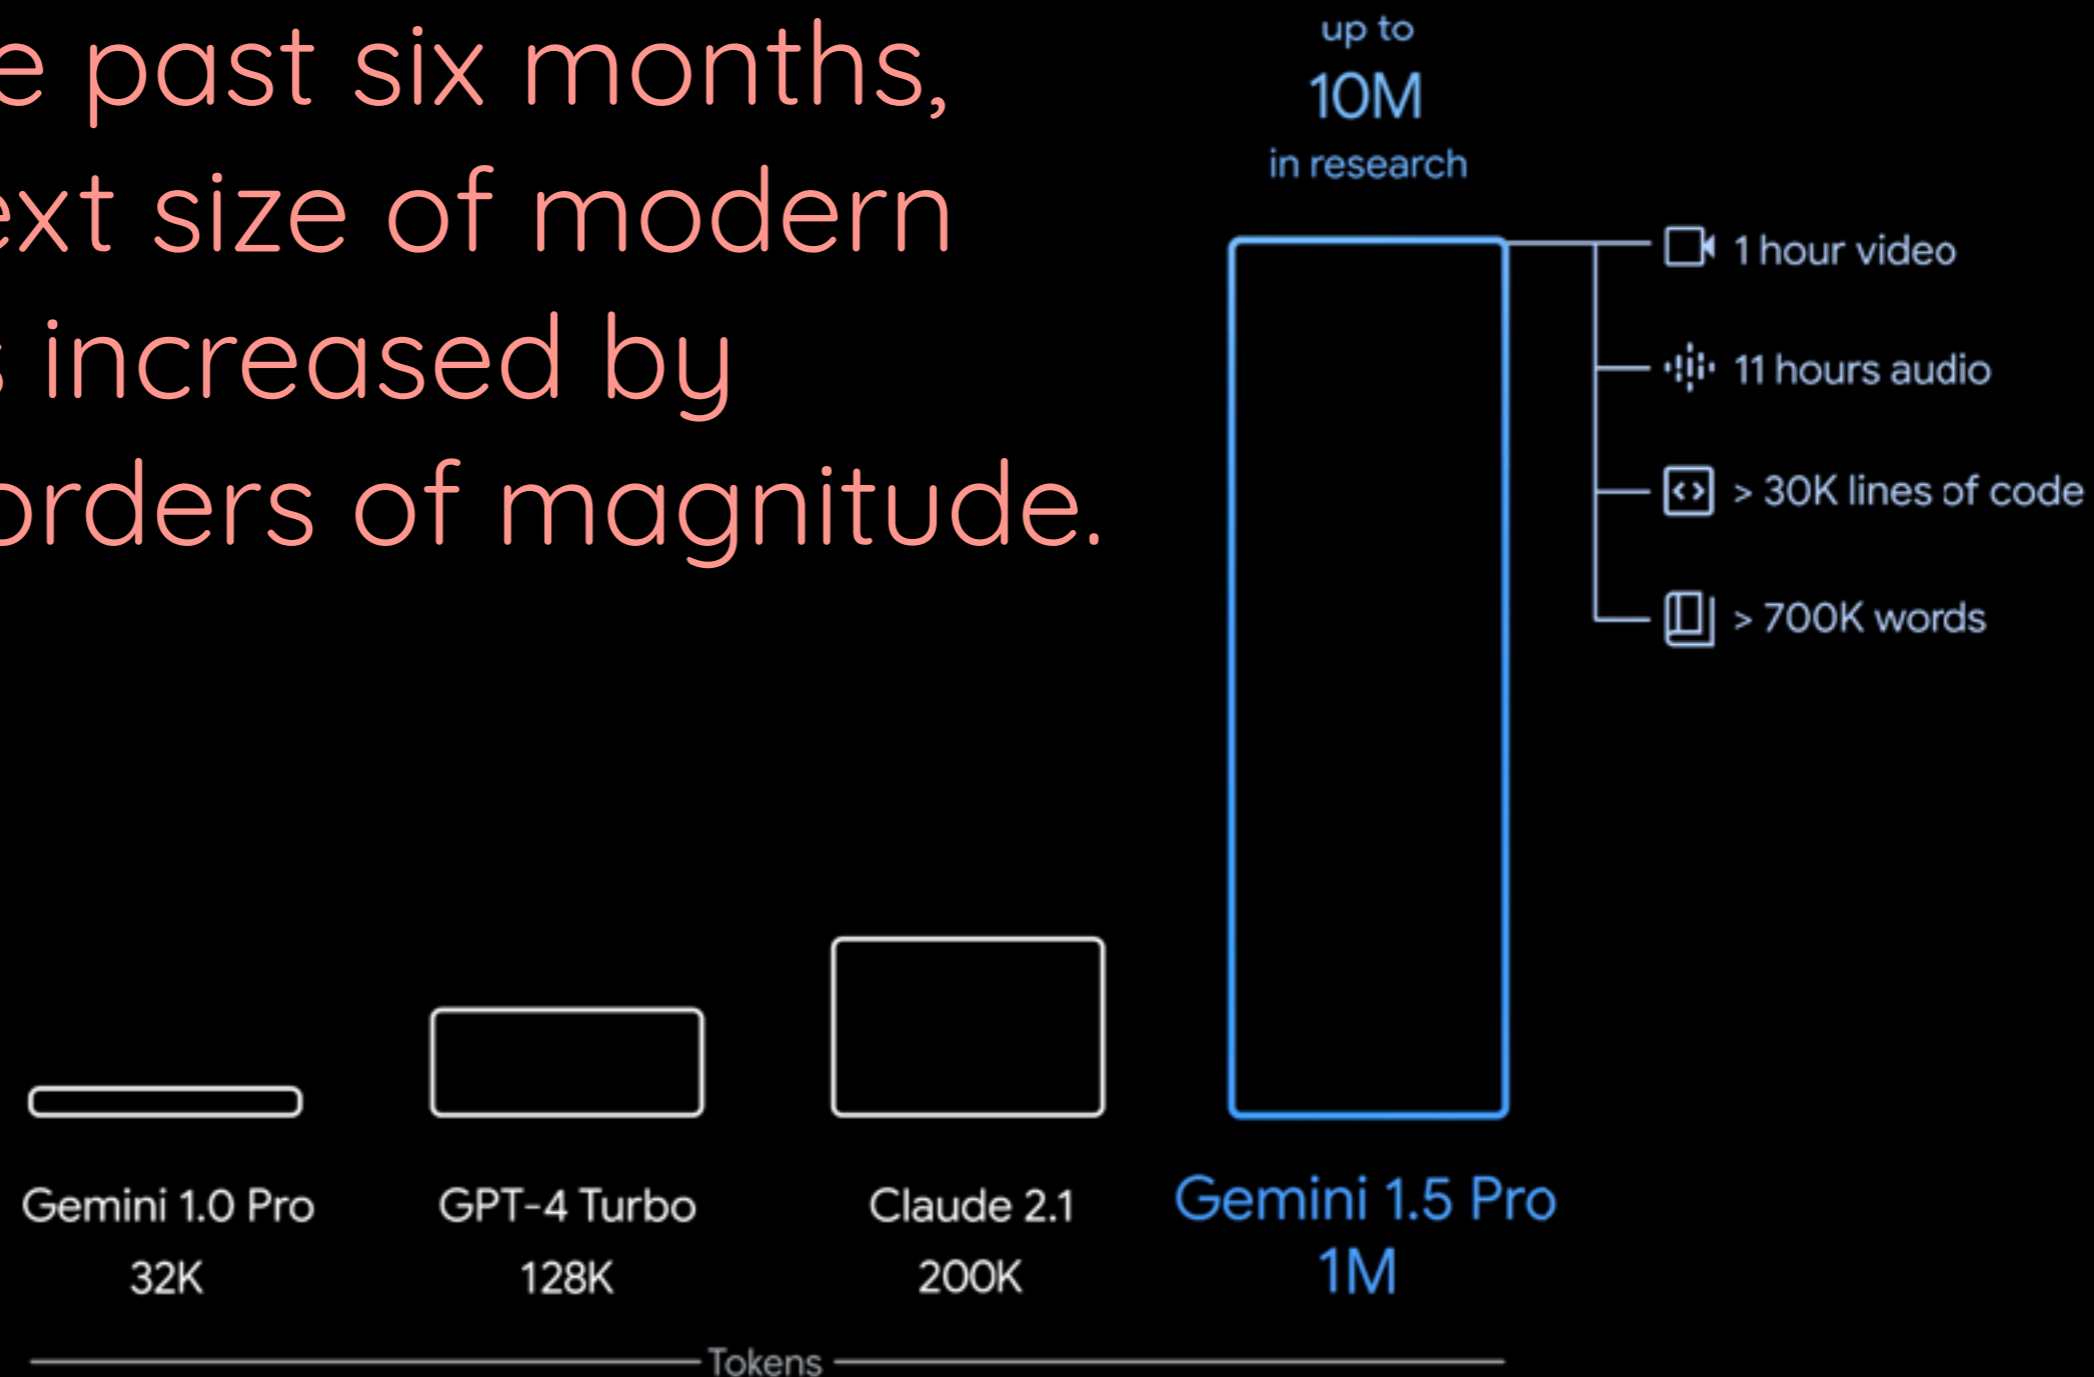 e past six months,
ext size of modern
s increased by
orders of magnitude.
up to
10M
in research
1 hour video
11 hours audio
> 30K lines of code
> 700K words
Gemini 1.0 Pro
32K
GPT-4 Turbo
128K
Claude 2.1
200K
Gemini 1.5 Pro
1M
Tokens